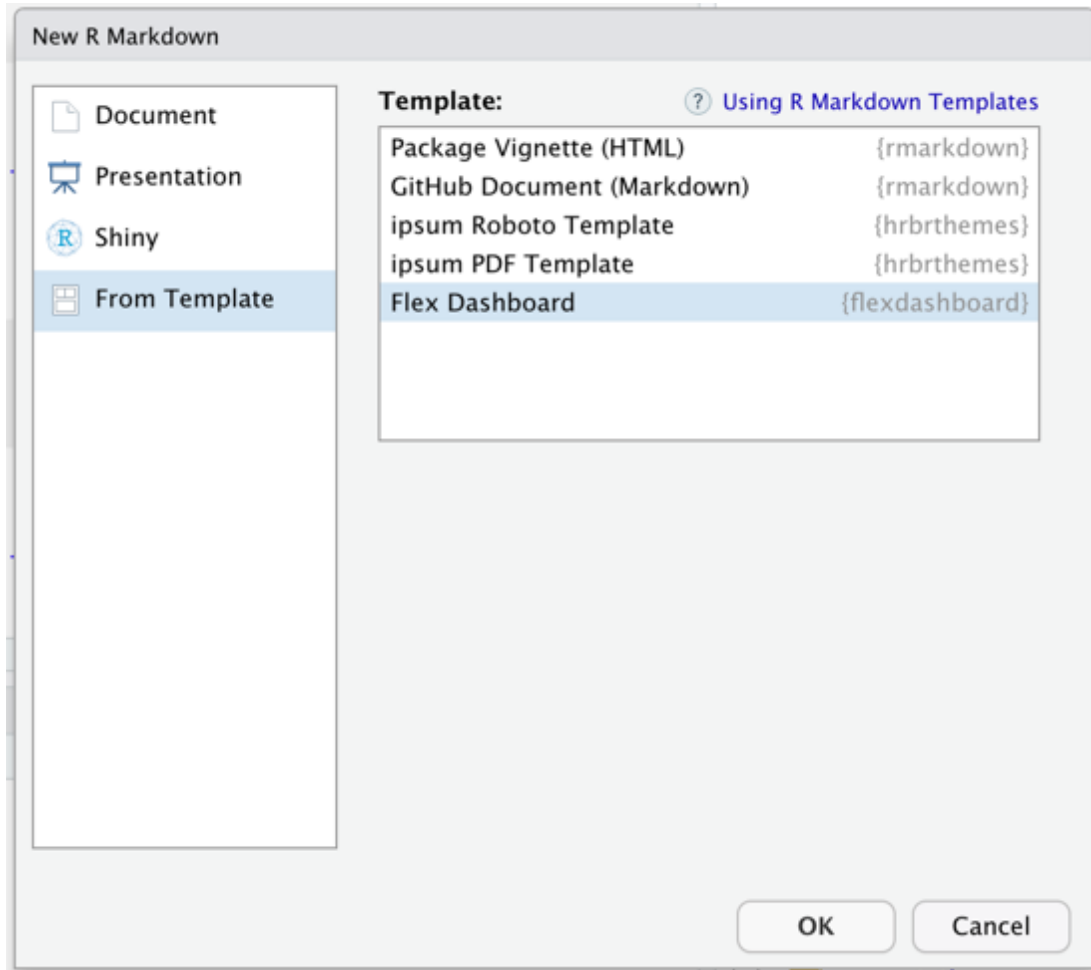 New R Markdown
Document
Presentation
R Shiny
From Template
Template: ? Using R Markdown Templates
Package Vignette (HTML) {rmarkdown}
GitHub Document (Markdown) {rmarkdown}
ipsum Roboto Template {hrbrthemes}
ipsum PDF Template {hrbrthemes}
Flex Dashboard {flexdashboard}
OK Cancel